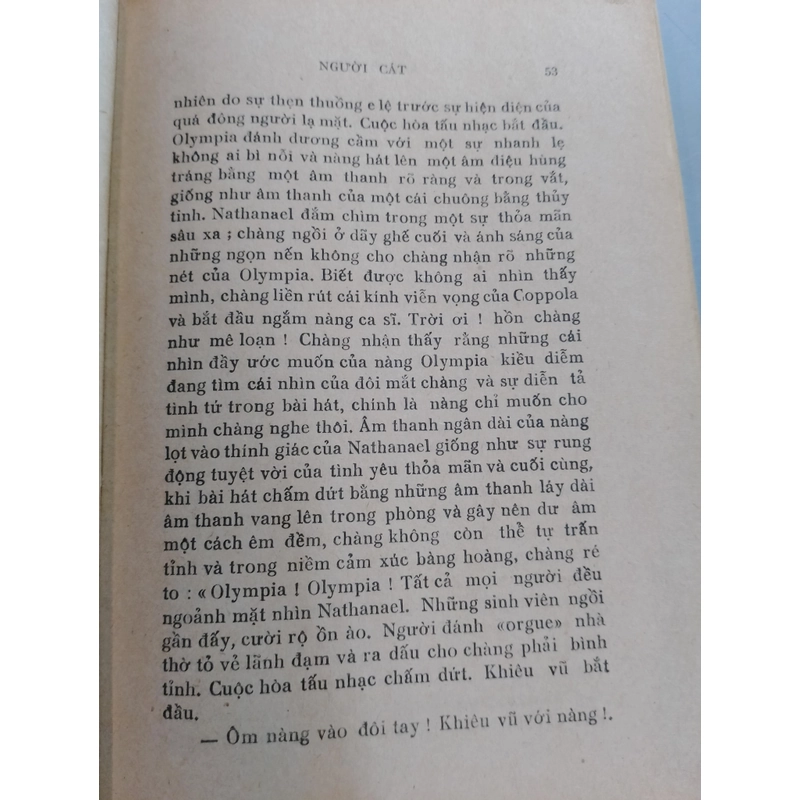 NGƯỜI CÁT 53
nhiên do sự thẹn thuồng e lệ trước sự hiện diện của
quá đông người lạ mặt. Cuộc hòa tấu nhạc bắt đầu.
Olympia đánh dương cầm với một sự nhanh lẹ
không ai bì nổi và nàng hát lên một âm điệu hùng
tráng bằng một âm thanh rõ ràng và trong vắt,
giống như âm thanh của một cái chuông bằng thủy
tinh. Nathanael đắm chìm trong một sự thỏa mãn
sâu xa ; chàng ngồi ở dãy ghế cuối và ánh sáng của
những ngọn nến không cho chàng nhận rõ những
nét của Olympia. Biết được không ai nhìn thấy
mình, chàng liền rút cái kính viễn vọng của Coppola
và bắt đầu ngắm nàng ca sĩ. Trời ơi ! hồn chàng
như mê loạn ! Chàng nhận thấy rằng những cái
nhìn đầy ước muốn của nàng Olympia kiều diễm
đang tìm cái nhìn của đôi mắt chàng và sự diễn tả
tình tứ trong bài hát, chính là nàng chỉ muốn cho
mình chàng nghe thôi. Âm thanh ngân dài của nàng
lọt vào thính giác của Nathanael giống như sự rung
động tuyệt vời của tình yêu thỏa mãn và cuối cùng,
khi bài hát chấm dứt bằng những âm thanh láy dài
âm thanh vang lên trong phòng và gây nên dư âm
một cách êm đềm, chàng không còn thể tự trấn
tỉnh và trong niềm cảm xúc bàng hoàng, chàng ré
to : « Olympia ! Olympia ! Tất cả mọi người đều
ngoảnh mặt nhìn Nathanael. Những sinh viên ngồi
gần đấy, cười rộ ồn ào. Người đánh «orgue» nhà
thờ tỏ vẻ lãnh đạm và ra dấu cho chàng phải bình
tỉnh. Cuộc hòa tấu nhạc chấm dứt. Khiêu vũ bắt
đầu.
— Ôm nàng vào đôi tay ! Khiêu vũ với nàng !.